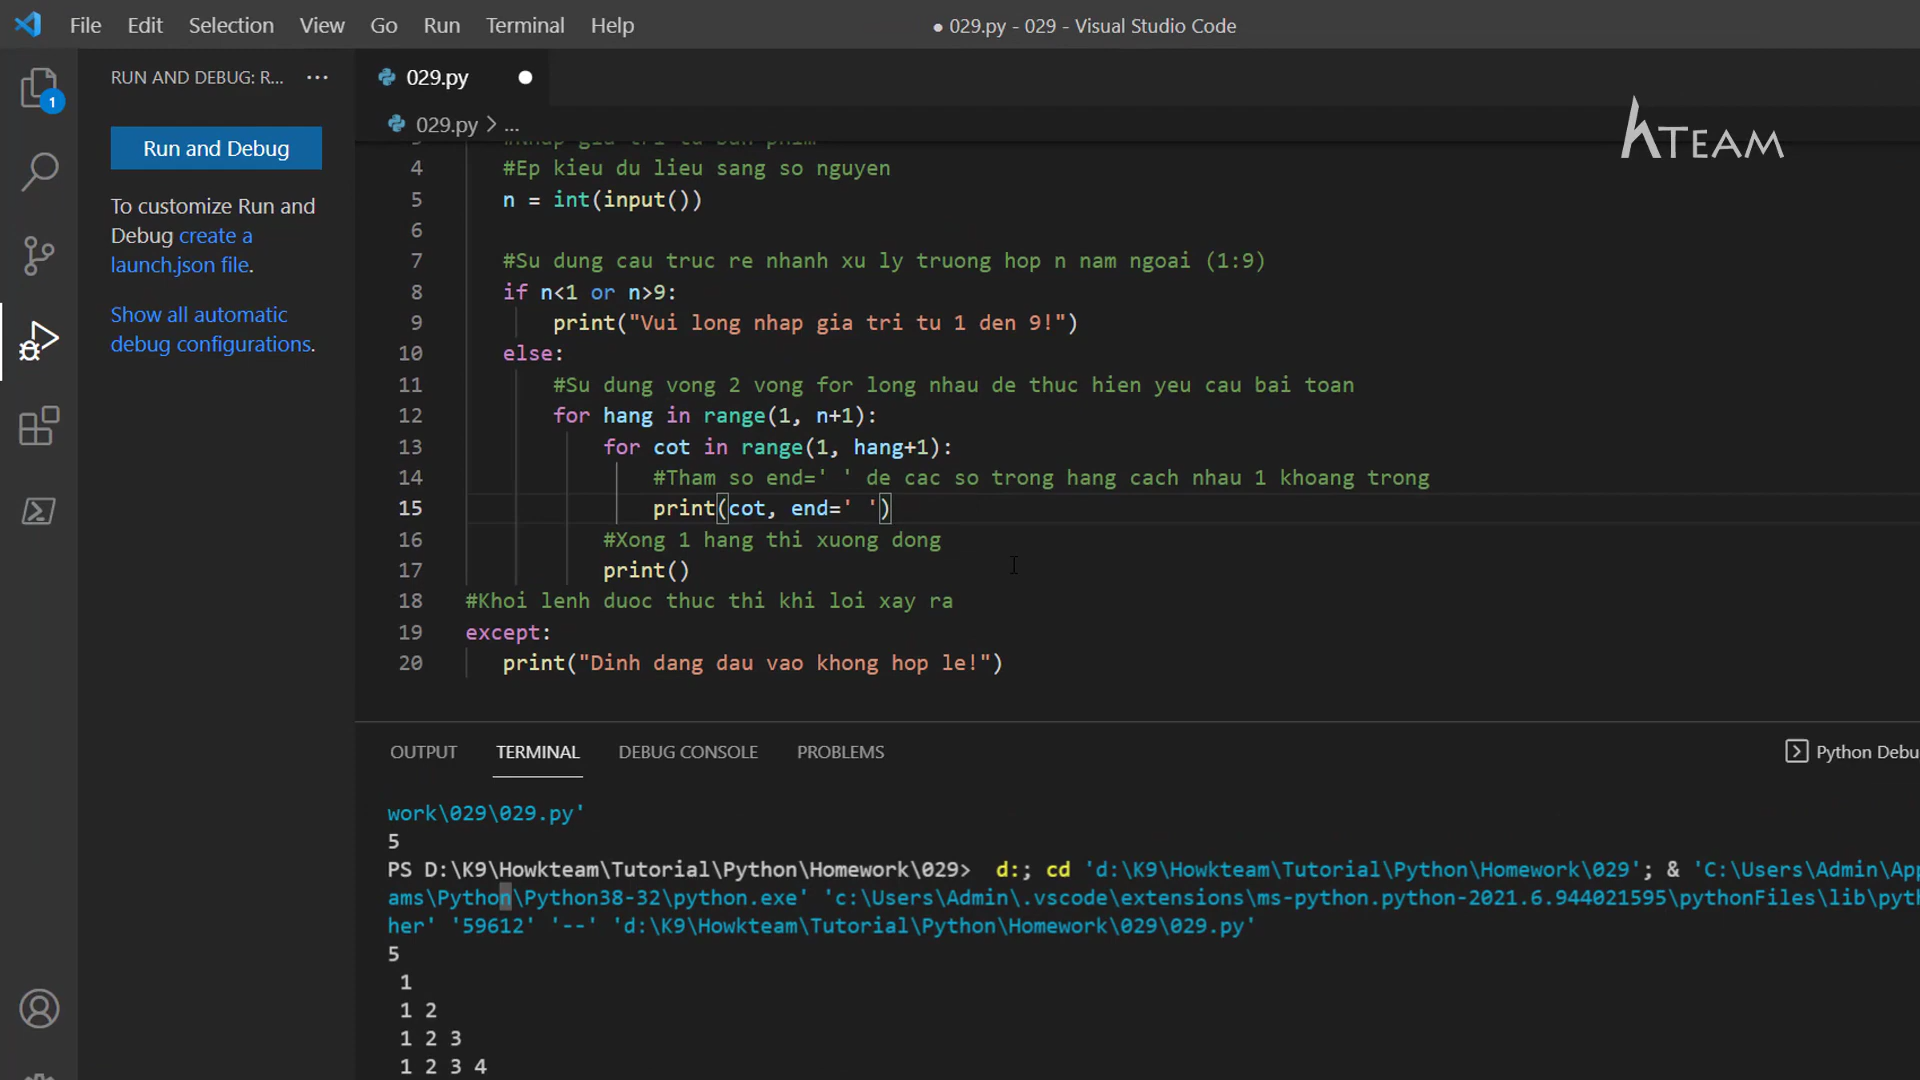 File Edit Selection View Go Run Terminal Help
● 029.py - 029 - Visual Studio Code
RUN AND DEBUG: R... ...
029.py
029.py > ...
HTEAM
1
Run and Debug
To customize Run and
Debug create a
launch.json file.
Show all automatic
debug configurations.
4 #Ep kieu du lieu sang so nguyen
5 n = int(input())
6
7 #Su dung cau truc re nhanh xu ly truong hop n nam ngoai (1:9)
8 if n<1 or n>9:
9 print("Vui long nhap gia tri tu 1 den 9!")
10 else:
11 #Su dung vong 2 vong for long nhau de thuc hien yeu cau bai toan
12 for hang in range(1, n+1):
13 for cot in range(1, hang+1):
14 #Tham so end=' ' de cac so trong hang cach nhau 1 khoang trong
15 print(cot, end=' ')
16 #Xong 1 hang thi xuong dong
17 print()
18 #Khoi lenh duoc thuc thi khi loi xay ra
19 except:
20 print("Dinh dang dau vao khong hop le!")
OUTPUT TERMINAL DEBUG CONSOLE PROBLEMS
Python Debu
work\029\029.py'
5
PS D:\K9\Howkteam\Tutorial\Python\Homework\029> d:; cd 'd:\K9\Howkteam\Tutorial\Python\Homework\029'; & 'C:\Users\Admin\App
ams\Python\Python38-32\python.exe' 'c:\Users\Admin\.vscode\extensions\ms-python.python-2021.6.944021595\pythonFiles\lib\pyth
her' '59612' '--' 'd:\K9\Howkteam\Tutorial\Python\Homework\029\029.py'
5
1
1 2
1 2 3
1 2 3 4